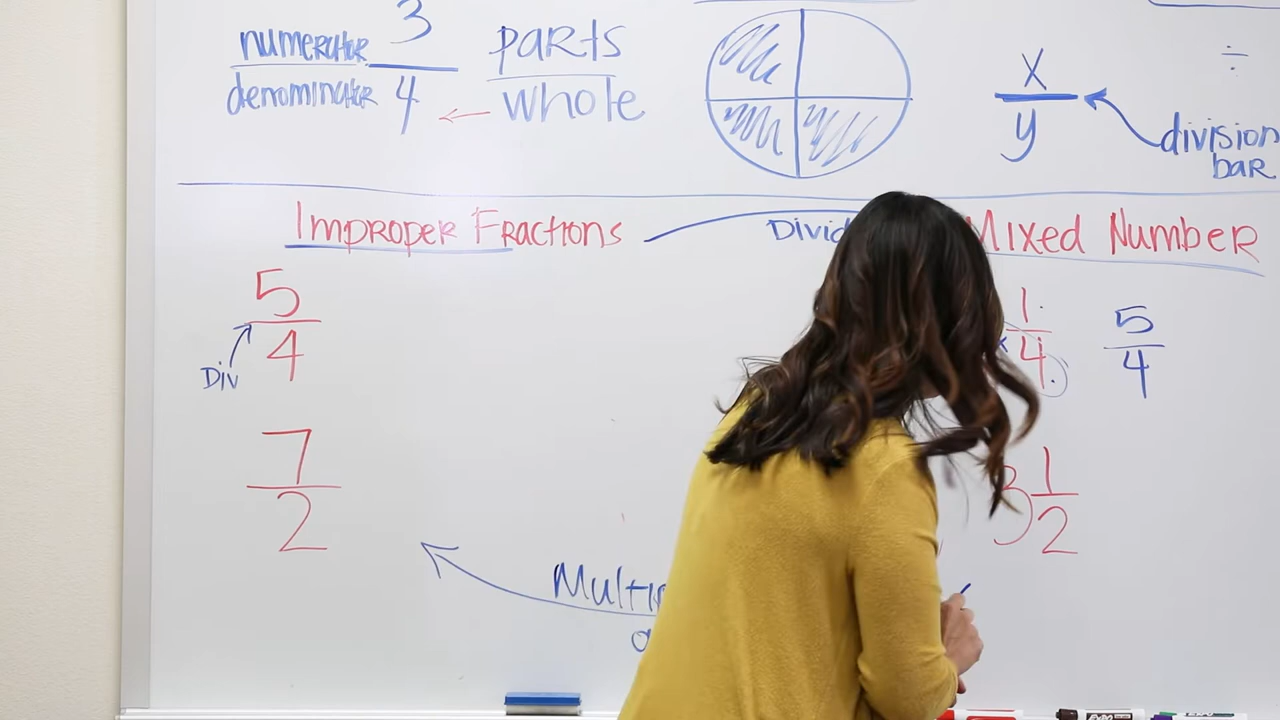 numerator 3 parts
denominator 4 whole
x
y
÷
division
bar
Improper Fractions
Mixed Number
5
4
Div
1
4
5
4
7
2
3 1
2